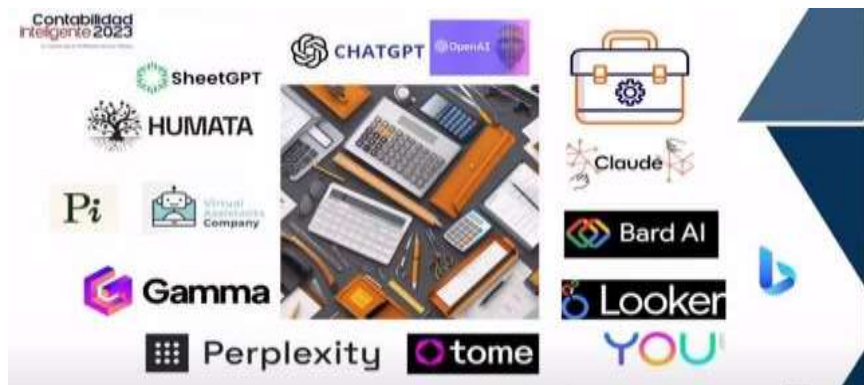 Contabilidad
Inteligente 2023
CHATGPT
OpenAI
SheetGPT
HUMATA
Claude
Pi
Virtual
Assistants
Company
Bard AI
Gamma
Looker
Perplexity
tome
YOU